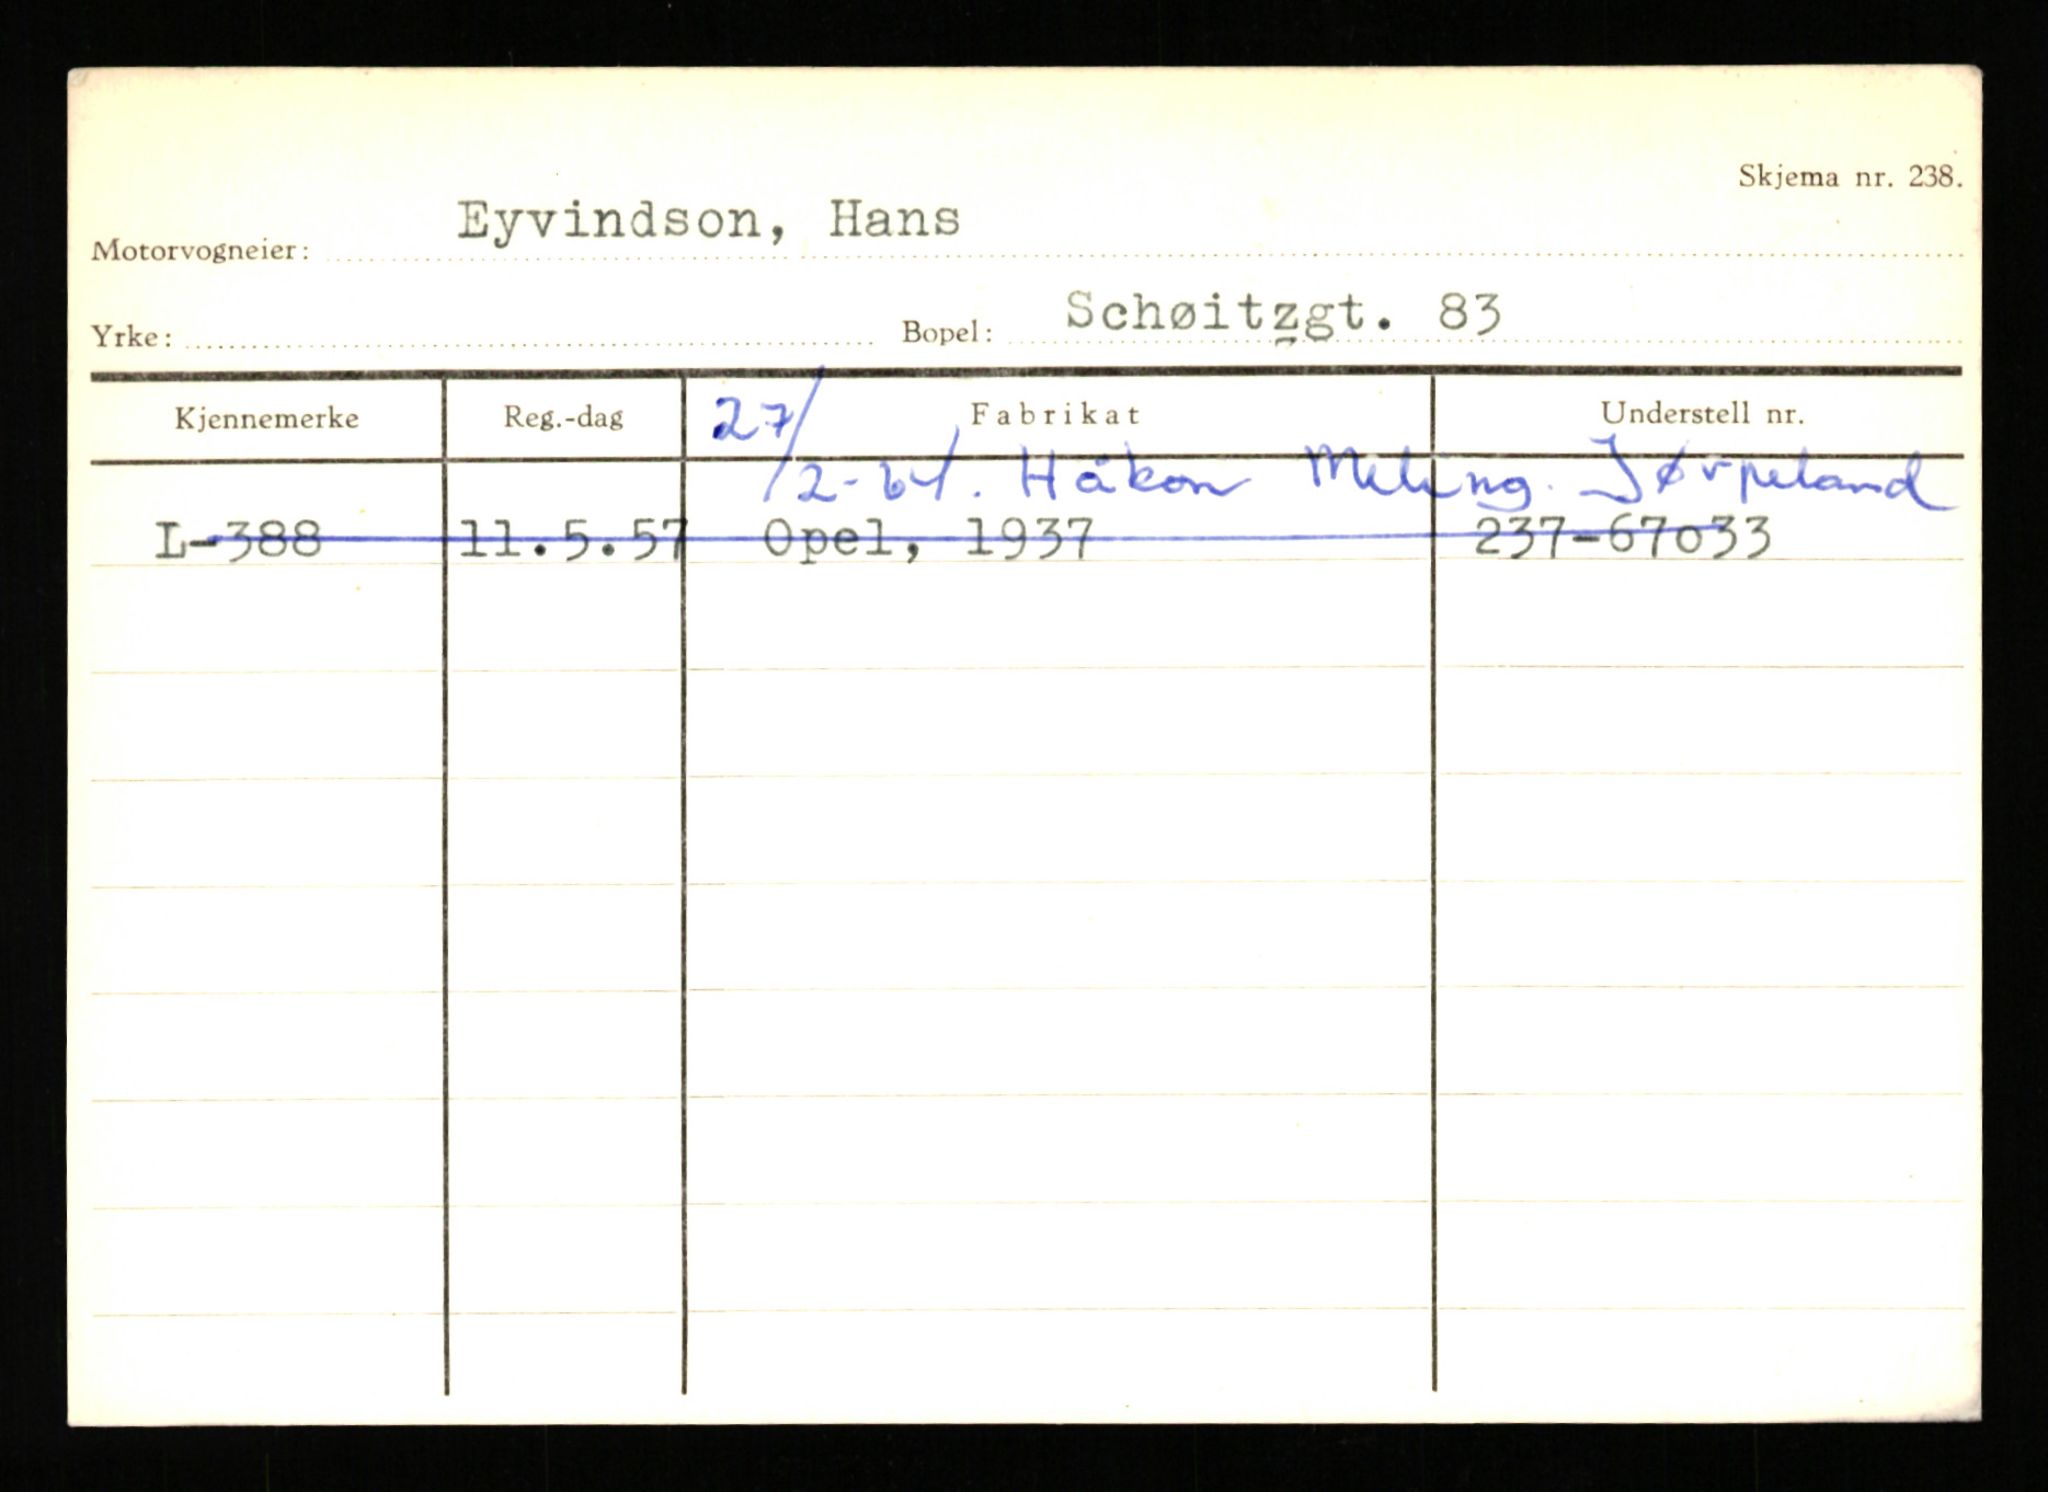 Skjema nr. 238.
Motorvogneier: Eyvindson, Hans
Yrke: Bopel: Schøitzgt. 83
Kjennemerke Reg.-dag Fabrikat Understell nr.
27/2-64. Håkon Meling. Jørpeland
L-388 11.5.57 Opel, 1937 237-67033